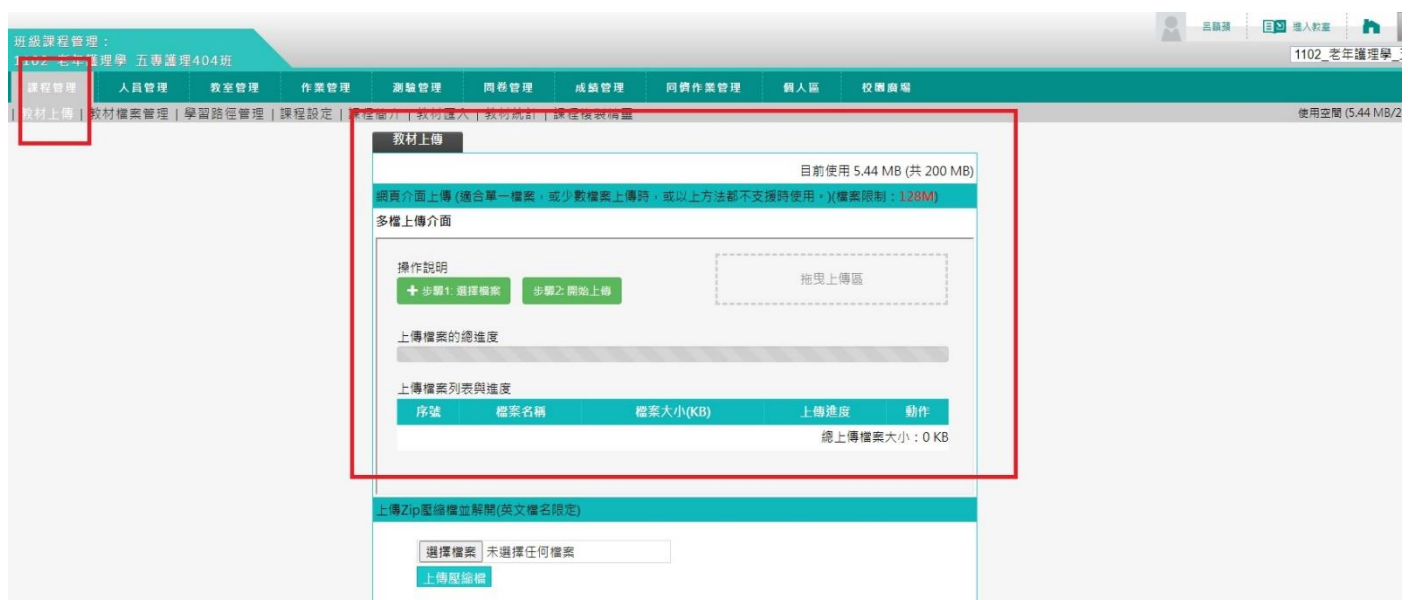 班級課程管理：
進入教室
1102_老年護理學 五專護理404班
1102_老年護理學_
課程管理 人員管理 教室管理 作業管理 測驗管理 問卷管理 成績管理 同儕作業管理 個人區 校園廣場
| 教材上傳 | 教材檔案管理 | 學習路徑管理 | 課程設定 | 課程簡介 | 教材匯入 | 教材統計 | 課程複製精靈
使用空間 (5.44 MB/2
教材上傳
目前使用 5.44 MB (共 200 MB)
網頁介面上傳 (適合單一檔案，或少數檔案上傳時，或以上方法都不支援時使用。)(檔案限制：128M)
多檔上傳介面
操作說明
拖曳上傳區
步驟1: 選擇檔案 步驟2: 開始上傳
上傳檔案的總進度
上傳檔案列表與進度
序號 檔案名稱 檔案大小(KB) 上傳進度 動作
總上傳檔案大小：0 KB
上傳Zip壓縮檔並解開(英文檔名限定)
選擇檔案 未選擇任何檔案
上傳壓縮檔